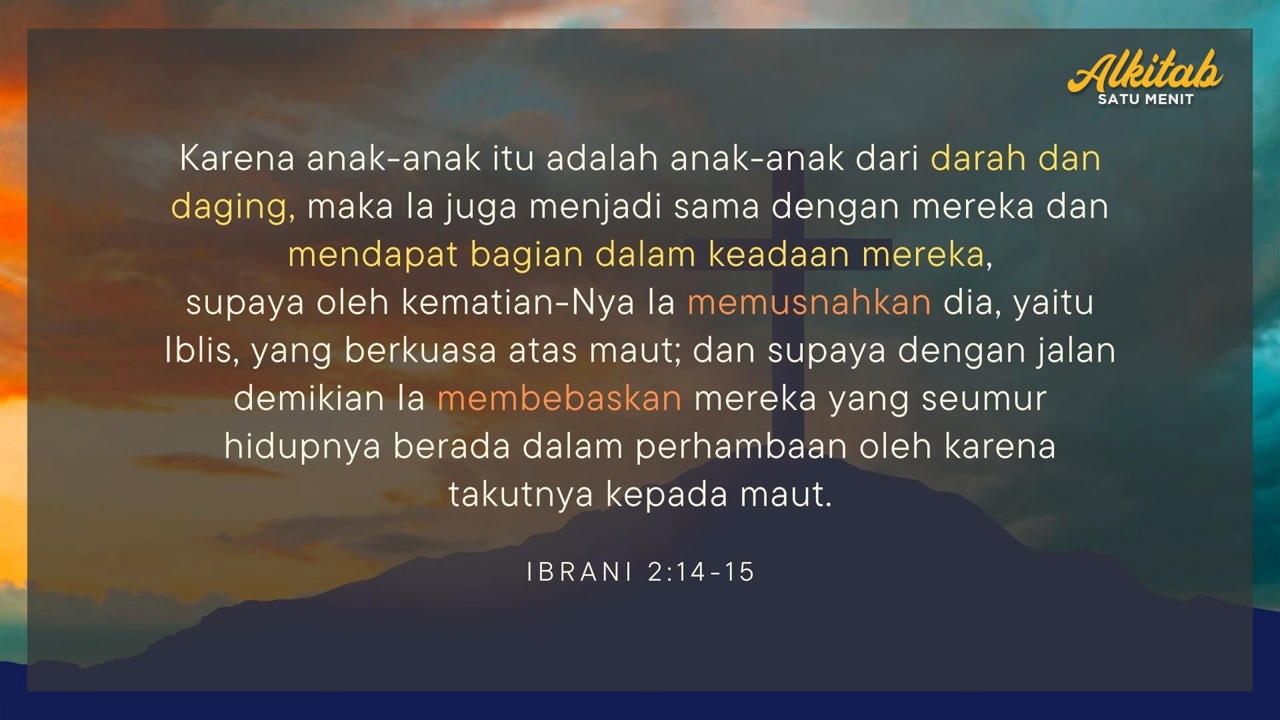 Alkitab
SATU MENIT
Karena anak-anak itu adalah anak-anak dari darah dan
daging, maka Ia juga menjadi sama dengan mereka dan
mendapat bagian dalam keadaan mereka,
supaya oleh kematian-Nya Ia memusnahkan dia, yaitu
Iblis, yang berkuasa atas maut; dan supaya dengan jalan
demikian Ia membebaskan mereka yang seumur
hidupnya berada dalam perhambaan oleh karena
takutnya kepada maut.
IBRANI 2:14-15